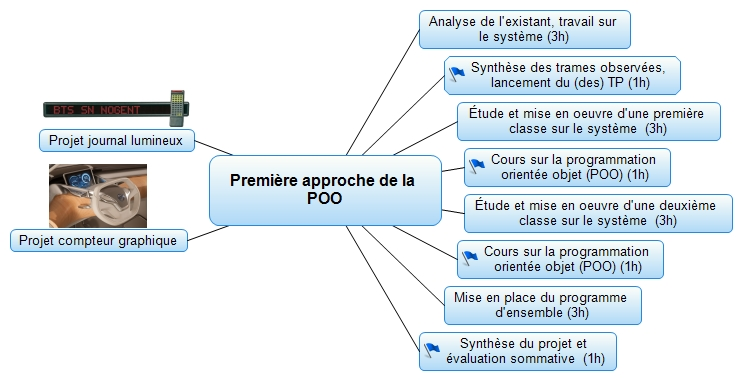 Analyse de l'existant, travail sur
le système (3h)
Synthèse des trames observées,
lancement du (des) TP (1h)
BTS SN NOGENT
Étude et mise en oeuvre d'une première
classe sur le système (3h)
Projet journal lumineux
Cours sur la programmation
orientée objet (POO) (1h)
Première approche de la
POO
Étude et mise en oeuvre d'une deuxième
classe sur le système (3h)
Projet compteur graphique
Cours sur la programmation
orientée objet (POO) (1h)
Mise en place du programme
d'ensemble (3h)
Synthèse du projet et
évaluation sommative (1h)